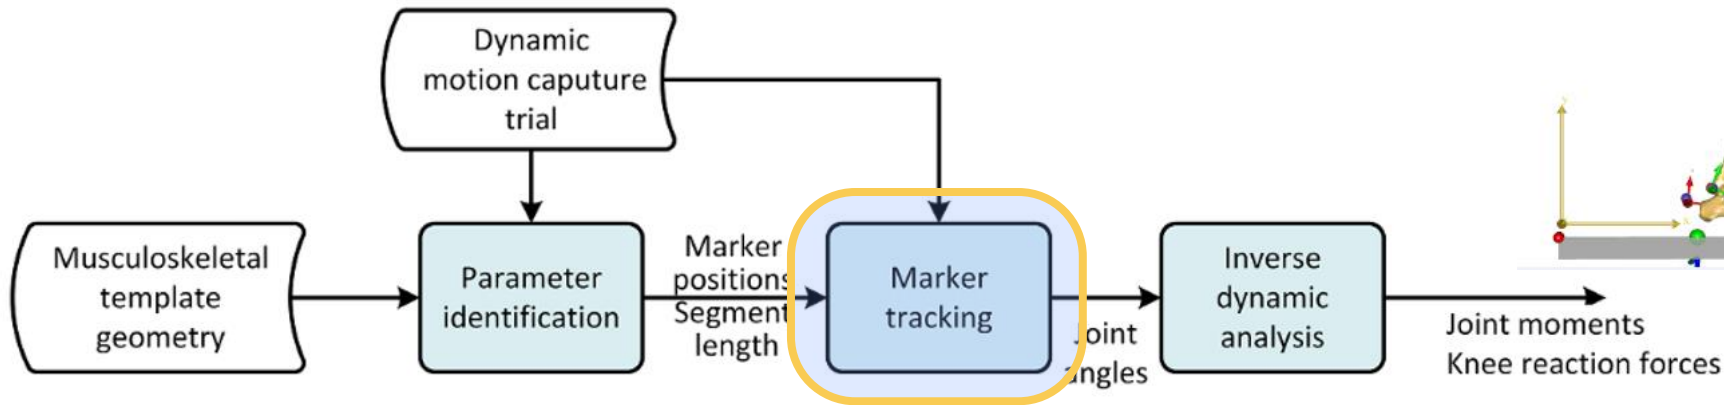 Dynamic
motion caputure
trial
Musculoskeletal
template
geometry
Parameter
identification
Marker
positions
Segment
length
Marker
tracking
Joint
angles
Inverse
dynamic
analysis
Joint moments
Knee reaction forces